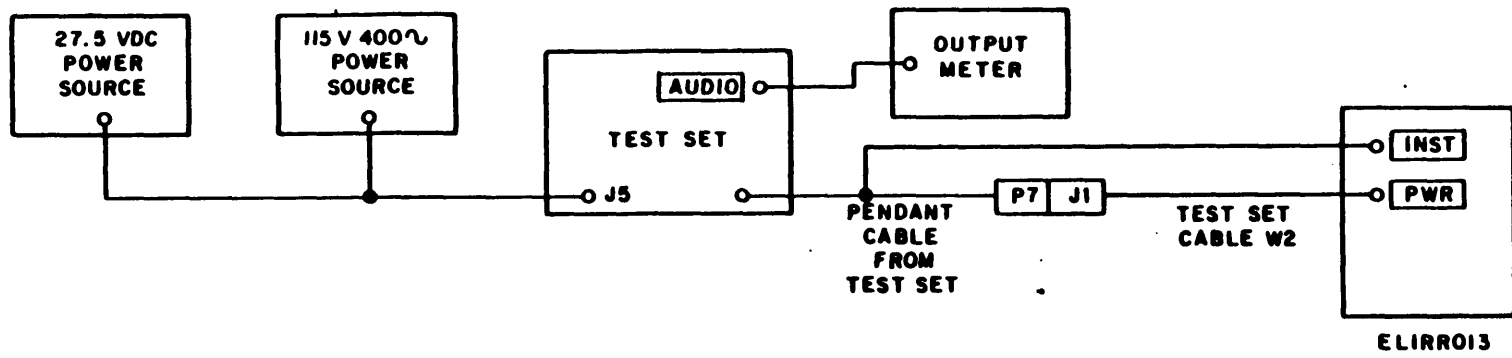 27.5 VDC
POWER
SOURCE
115 V 400~
POWER
SOURCE
AUDIO
TEST SET
J5
OUTPUT
METER
PENDANT
CABLE
FROM
TEST SET
P7 J1
TEST SET
CABLE W2
INST
PWR
ELIRR013